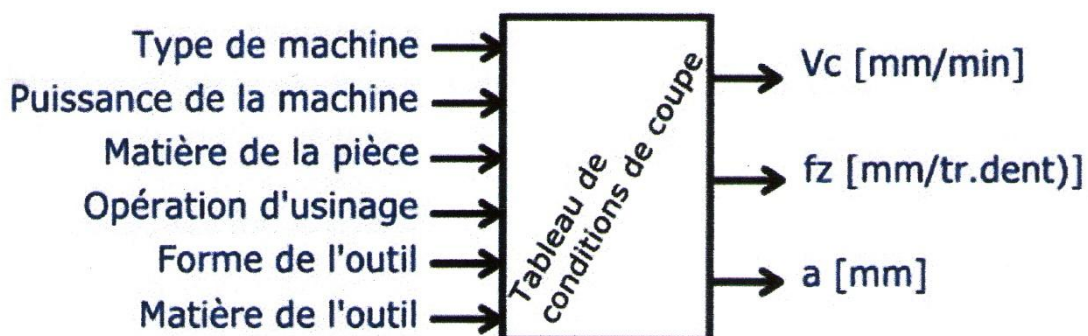 Type de machine
Puissance de la machine
Matière de la pièce
Opération d'usinage
Forme de l'outil
Matière de l'outil
Tableau de
conditions de coupe
Vc [mm/min]
fz [mm/tr.dent)]
a [mm]